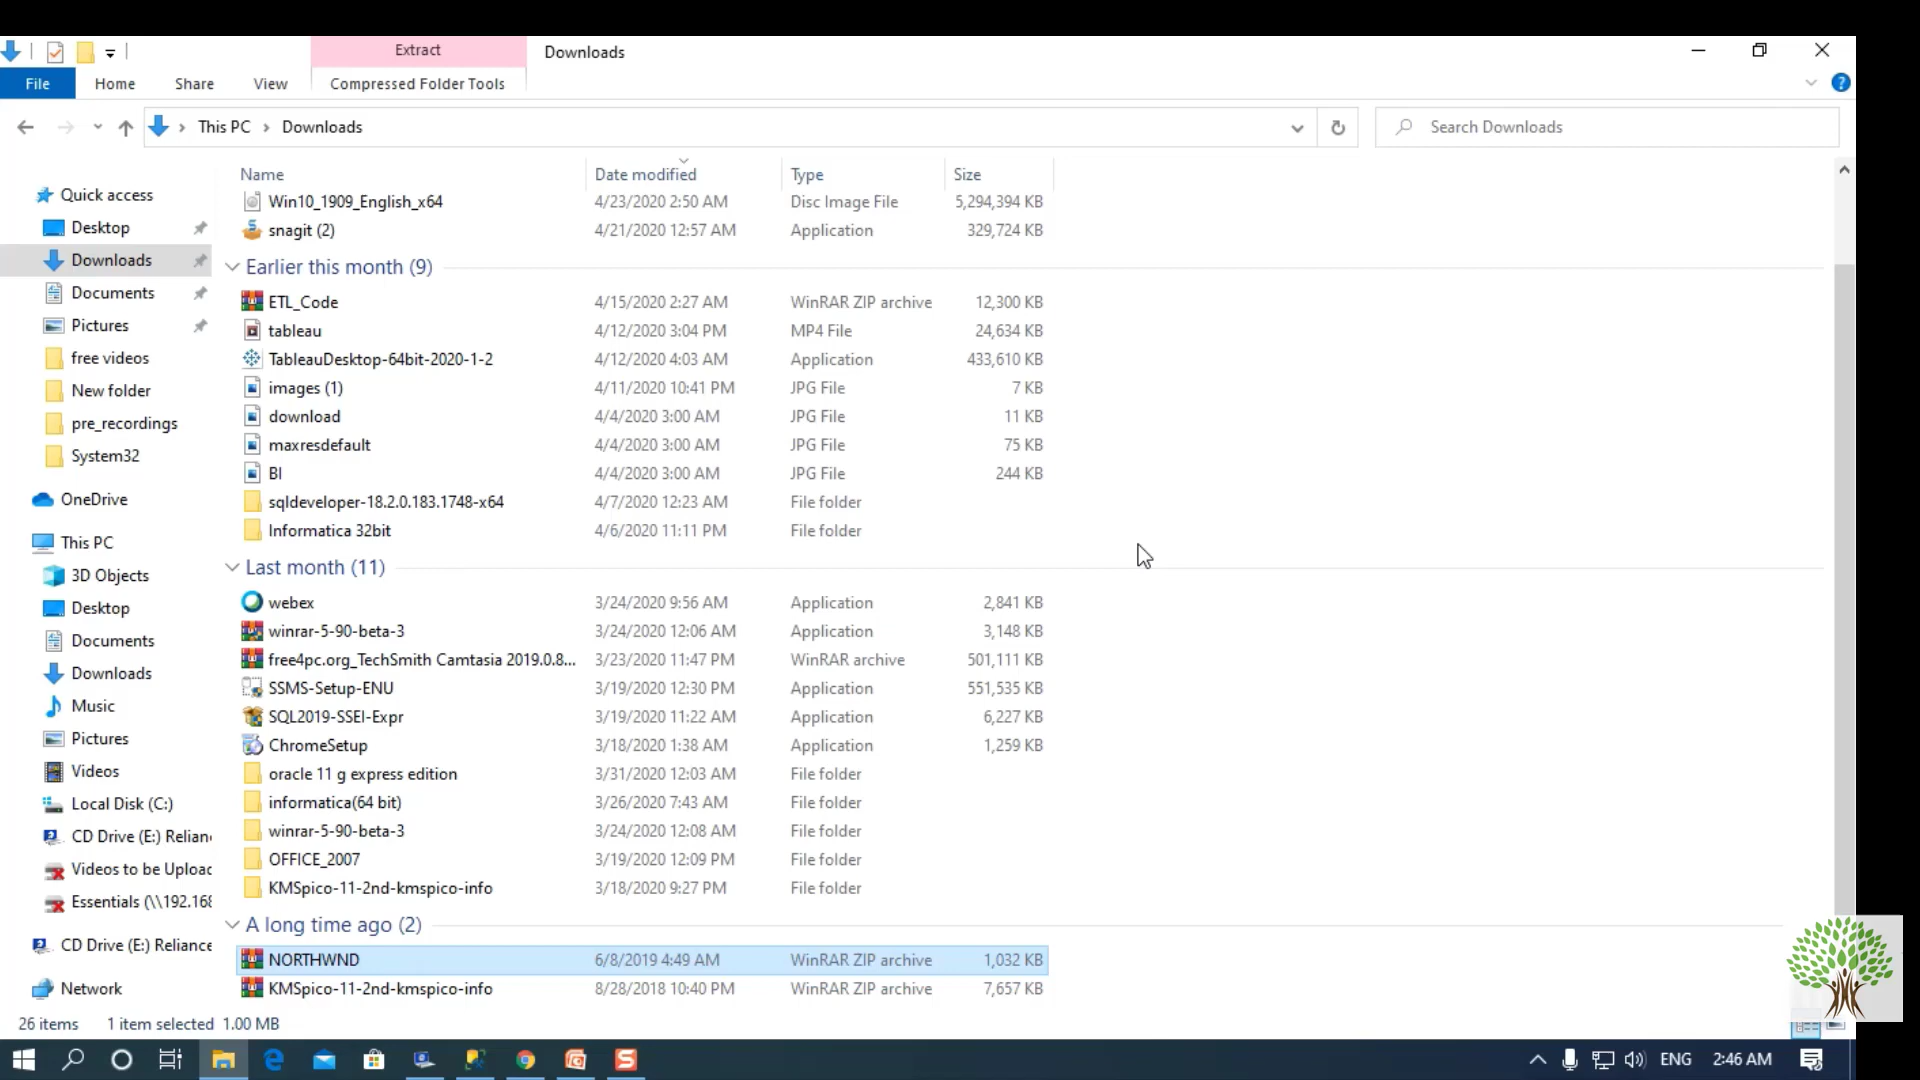 Extract
Downloads
File
Home
Share
View
Compressed Folder Tools
This PC
Downloads
Search Downloads
Name
Date modified
Type
Size
Win10_1909_English_x64 4/23/2020 2:50 AM Disc Image File 5,294,394 KB
snagit (2) 4/21/2020 12:57 AM Application 329,724 KB
Earlier this month (9)
ETL_Code 4/15/2020 2:27 AM WinRAR ZIP archive 12,300 KB
tableau 4/12/2020 3:04 PM MP4 File 24,634 KB
TableauDesktop-64bit-2020-1-2 4/12/2020 4:03 AM Application 433,610 KB
images (1) 4/11/2020 10:41 PM JPG File 7 KB
download 4/4/2020 3:00 AM JPG File 11 KB
maxresdefault 4/4/2020 3:00 AM JPG File 75 KB
BI 4/4/2020 3:00 AM JPG File 244 KB
sqldeveloper-18.2.0.183.1748-x64 4/7/2020 12:23 AM File folder
Informatica 32bit 4/6/2020 11:11 PM File folder
Last month (11)
webex 3/24/2020 9:56 AM Application 2,841 KB
winrar-5-90-beta-3 3/24/2020 12:06 AM Application 3,148 KB
free4pc.org_TechSmith Camtasia 2019.0.8... 3/23/2020 11:47 PM WinRAR archive 501,111 KB
SSMS-Setup-ENU 3/19/2020 12:30 PM Application 551,535 KB
SQL2019-SSEI-Expr 3/19/2020 11:22 AM Application 6,227 KB
ChromeSetup 3/18/2020 1:38 AM Application 1,259 KB
oracle 11 g express edition 3/31/2020 12:03 AM File folder
informatica(64 bit) 3/26/2020 7:43 AM File folder
winrar-5-90-beta-3 3/24/2020 12:08 AM File folder
OFFICE_2007 3/19/2020 12:09 PM File folder
KMSpico-11-2nd-kmspico-info 3/18/2020 9:27 PM File folder
A long time ago (2)
NORTHWND 6/8/2019 4:49 AM WinRAR ZIP archive 1,032 KB
KMSpico-11-2nd-kmspico-info 8/28/2018 10:40 PM WinRAR ZIP archive 7,657 KB
Quick access
Desktop
Downloads
Documents
Pictures
free videos
New folder
pre_recordings
System32
OneDrive
This PC
3D Objects
Desktop
Documents
Downloads
Music
Pictures
Videos
Local Disk (C:)
CD Drive (E:) Relian
Videos to be Uploac
Essentials (\\192.168
CD Drive (E:) Reliance
Network
26 items 1 item selected 1.00 MB
ENG 2:46 AM